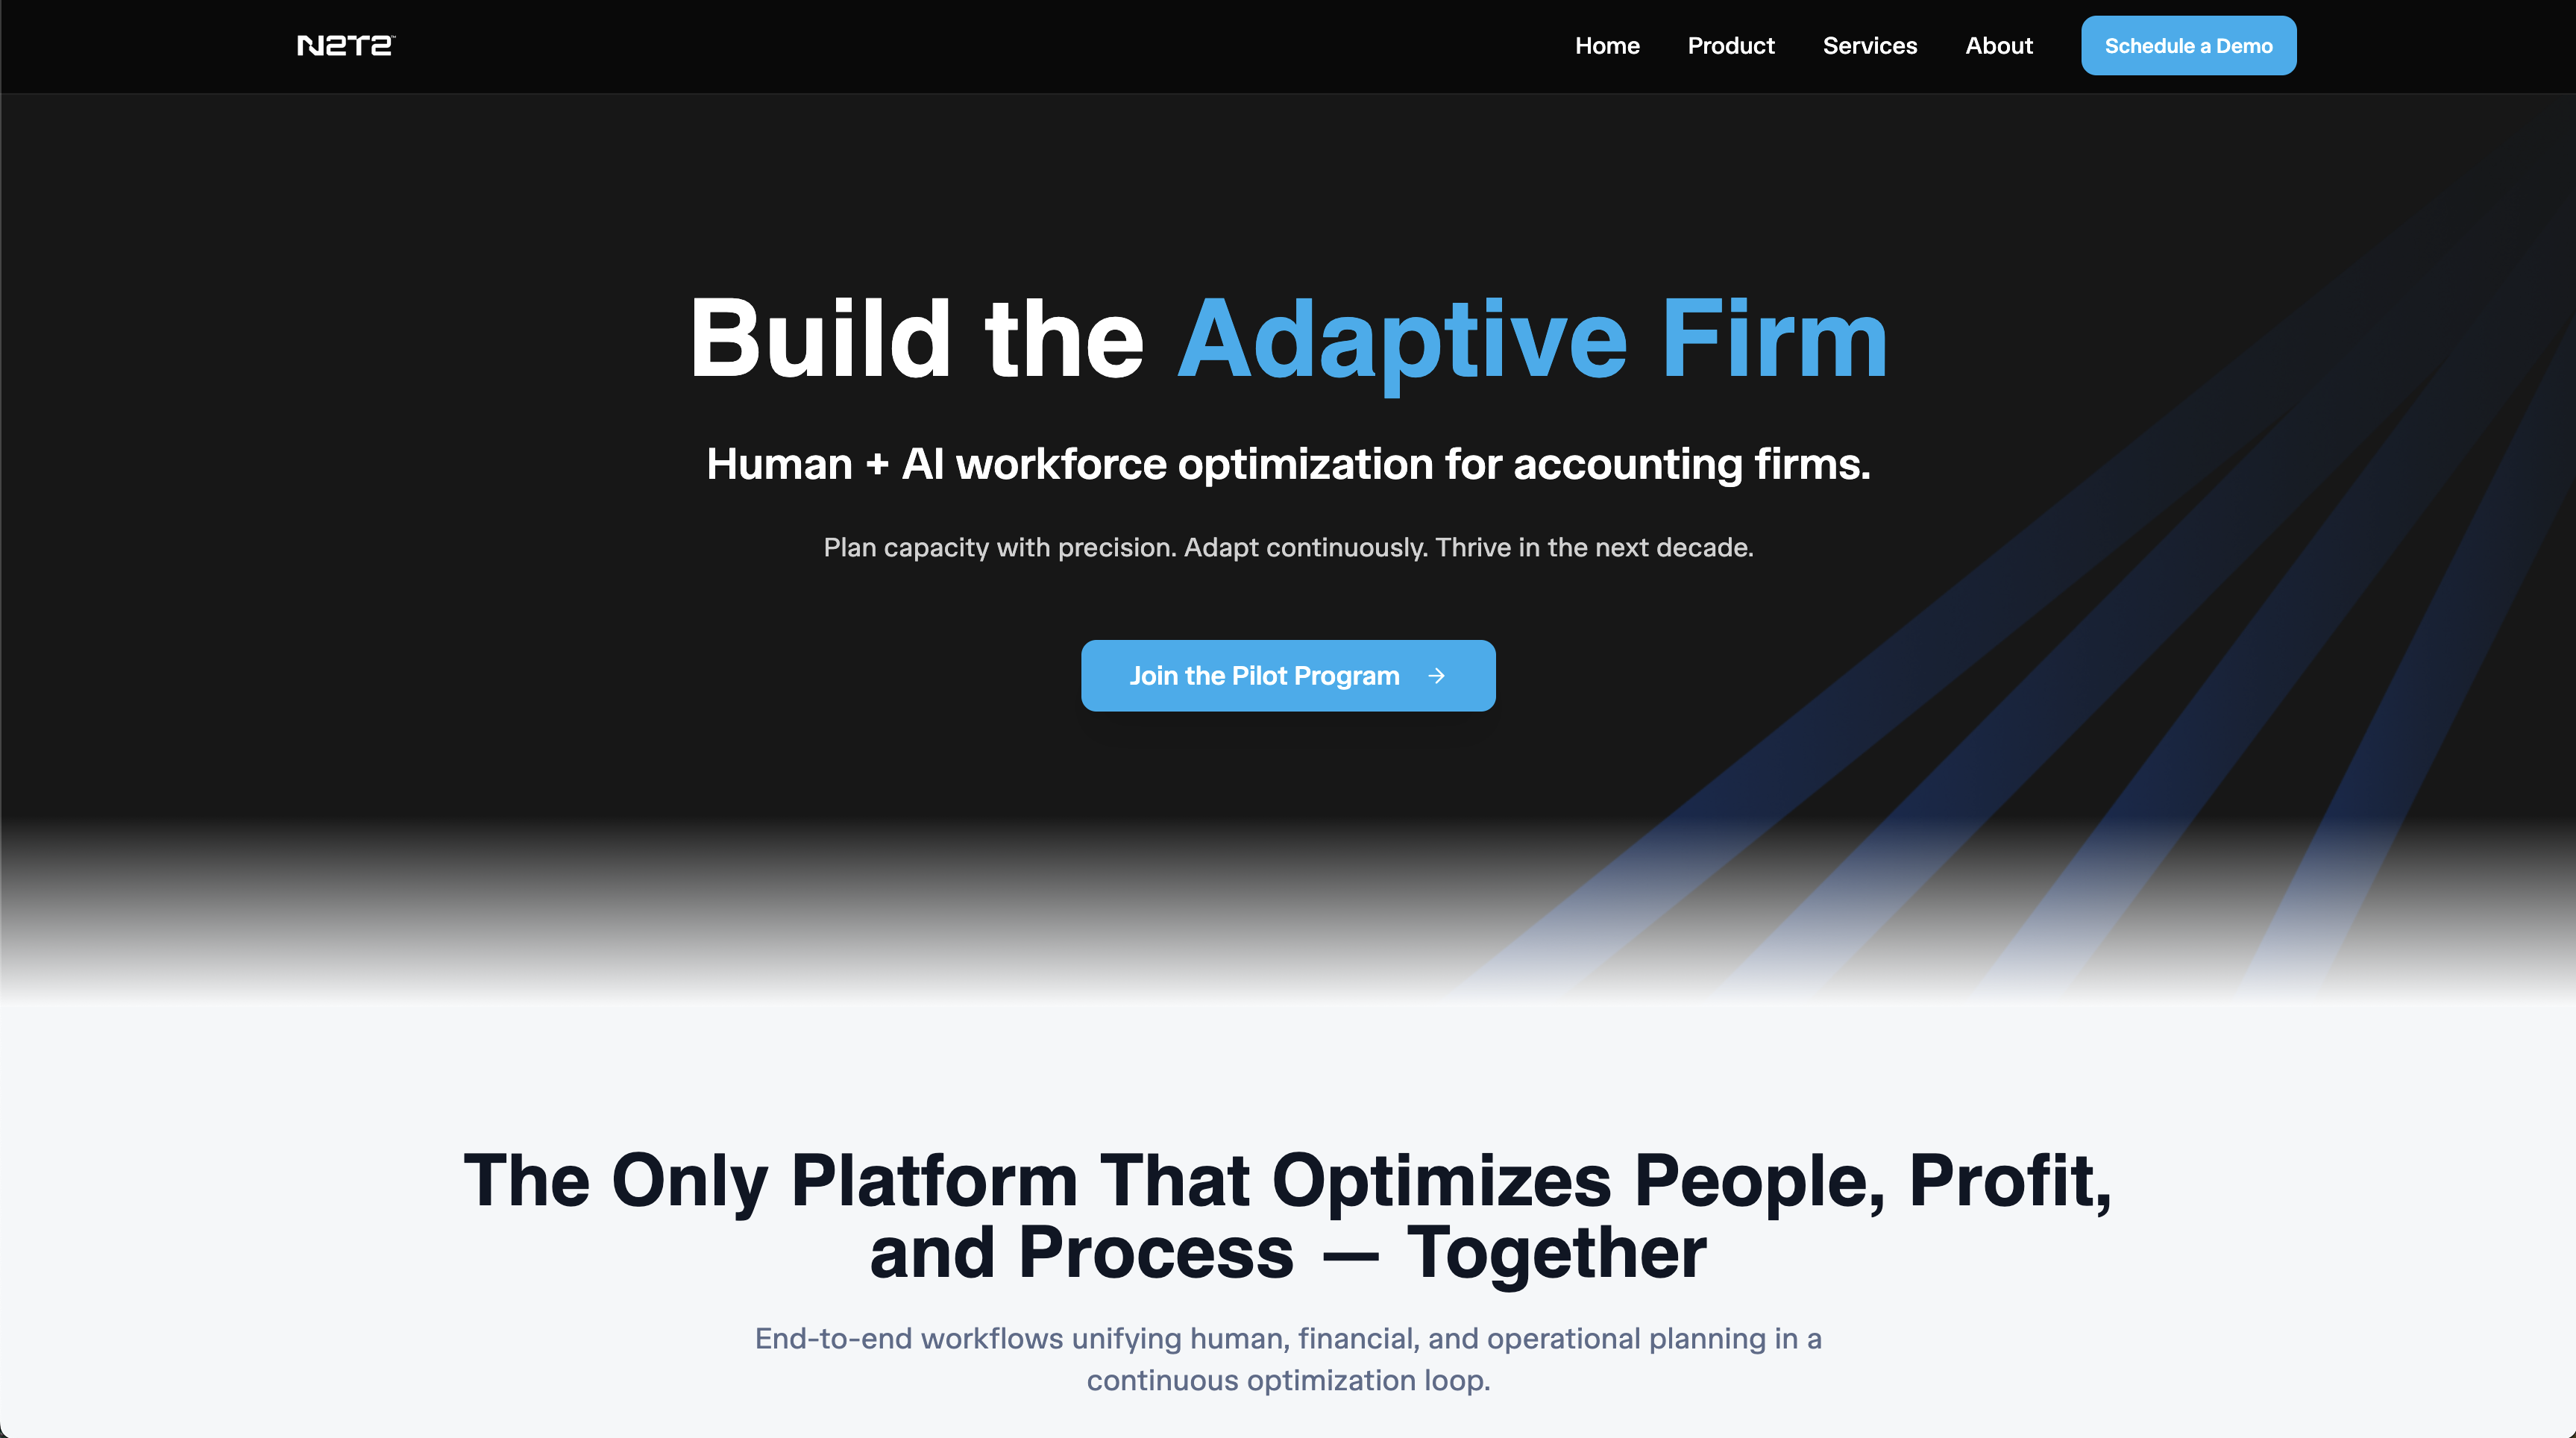 N2T2™
Home
Product
Services
About
Schedule a Demo
Build the Adaptive Firm
Human + AI workforce optimization for accounting firms.
Plan capacity with precision. Adapt continuously. Thrive in the next decade.
Join the Pilot Program →
The Only Platform That Optimizes People, Profit,
and Process — Together
End-to-end workflows unifying human, financial, and operational planning in a
continuous optimization loop.